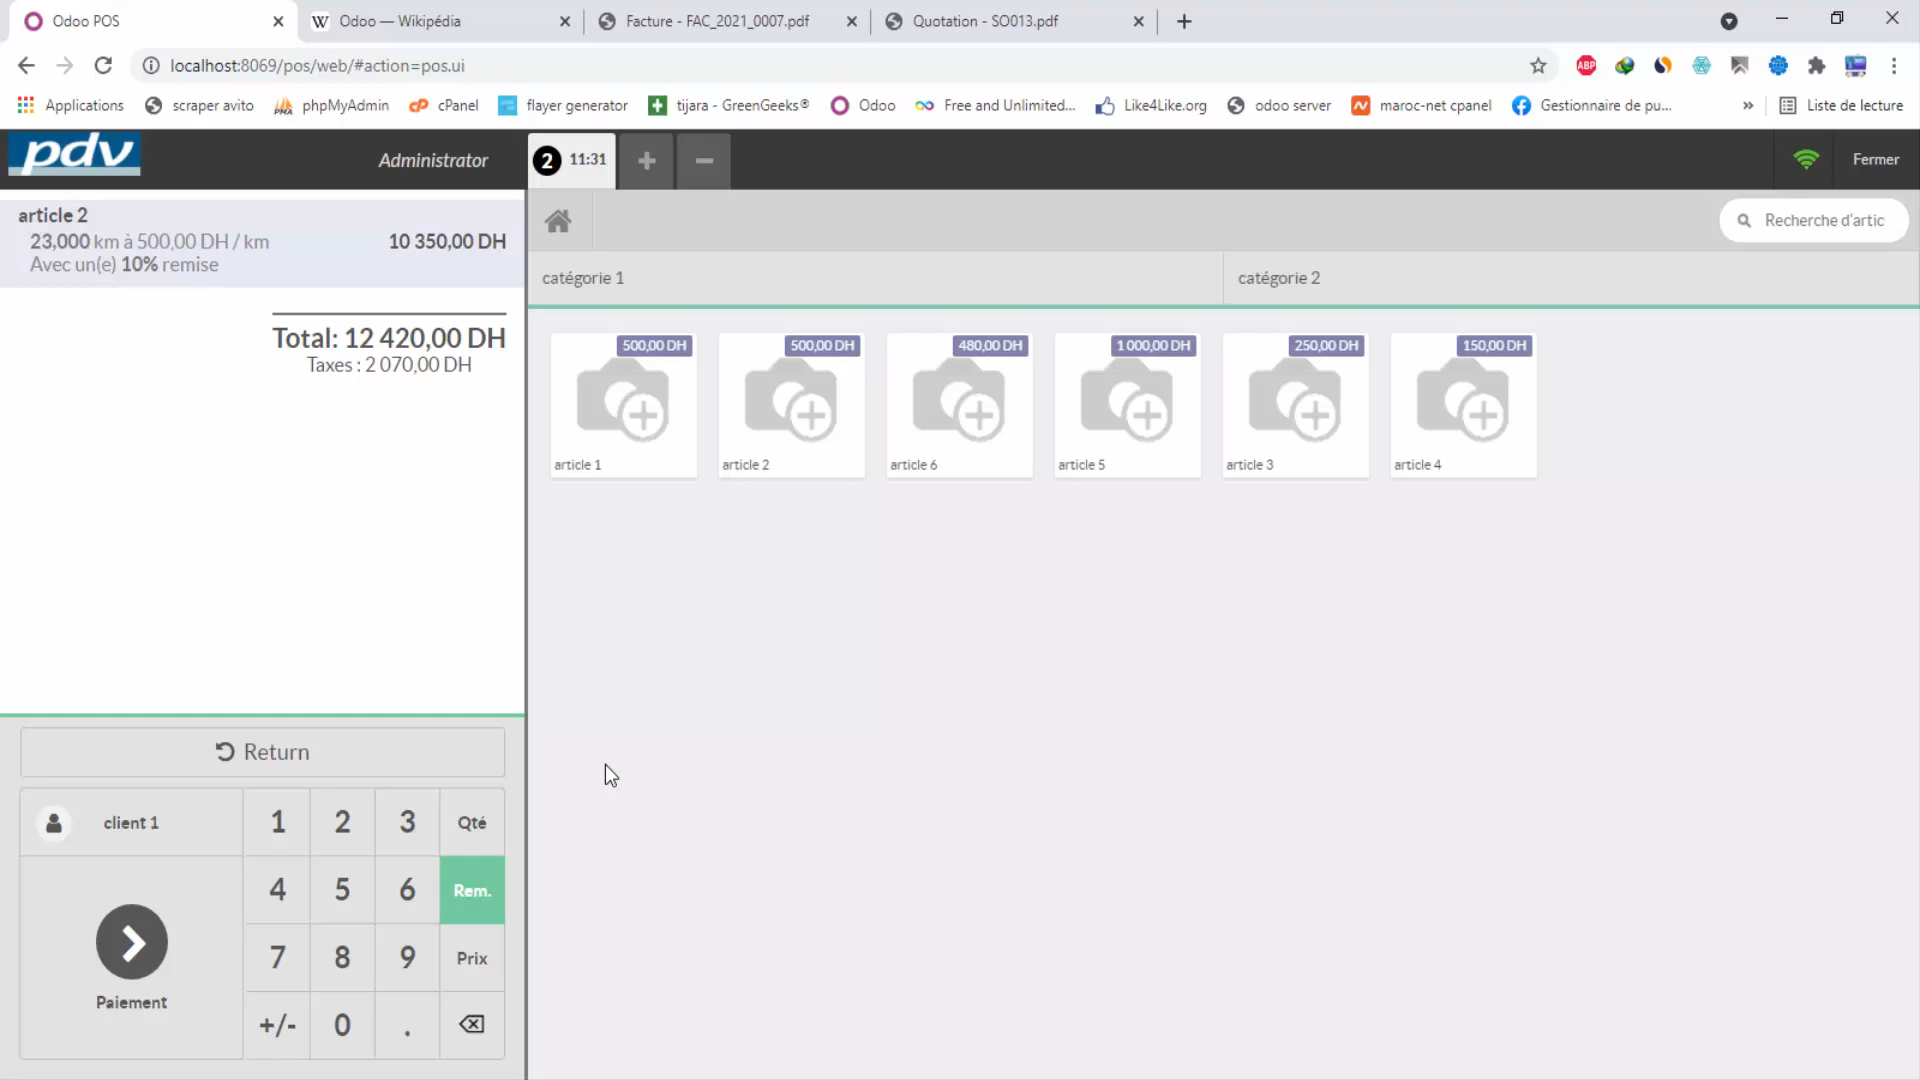 Odoo POS
Odoo — Wikipédia
Facture - FAC_2021_0007.pdf
Quotation - SO013.pdf
localhost:8069/pos/web/#action=pos.ui
ABP
Applications
scraper avito
phpMyAdmin
cPanel
flayer generator
tijara - GreenGeeks®
Odoo
Free and Unlimited...
Like4Like.org
odoo server
maroc-net cpanel
Gestionnaire de pu...
»
Liste de lecture
pdv
Administrator
2 11:31
Fermer
article 2
23,000 km à 500,00 DH / km 10 350,00 DH
Avec un(e) 10% remise
Total: 12 420,00 DH
Taxes : 2 070,00 DH
Recherche d'artic
catégorie 1
catégorie 2
500,00 DH
article 1
500,00 DH
article 2
480,00 DH
article 6
1 000,00 DH
article 5
250,00 DH
article 3
150,00 DH
article 4
Return
client 1
1 2 3 Qté
4 5 6 Rem.
7 8 9 Prix
+/- 0 .
Paiement